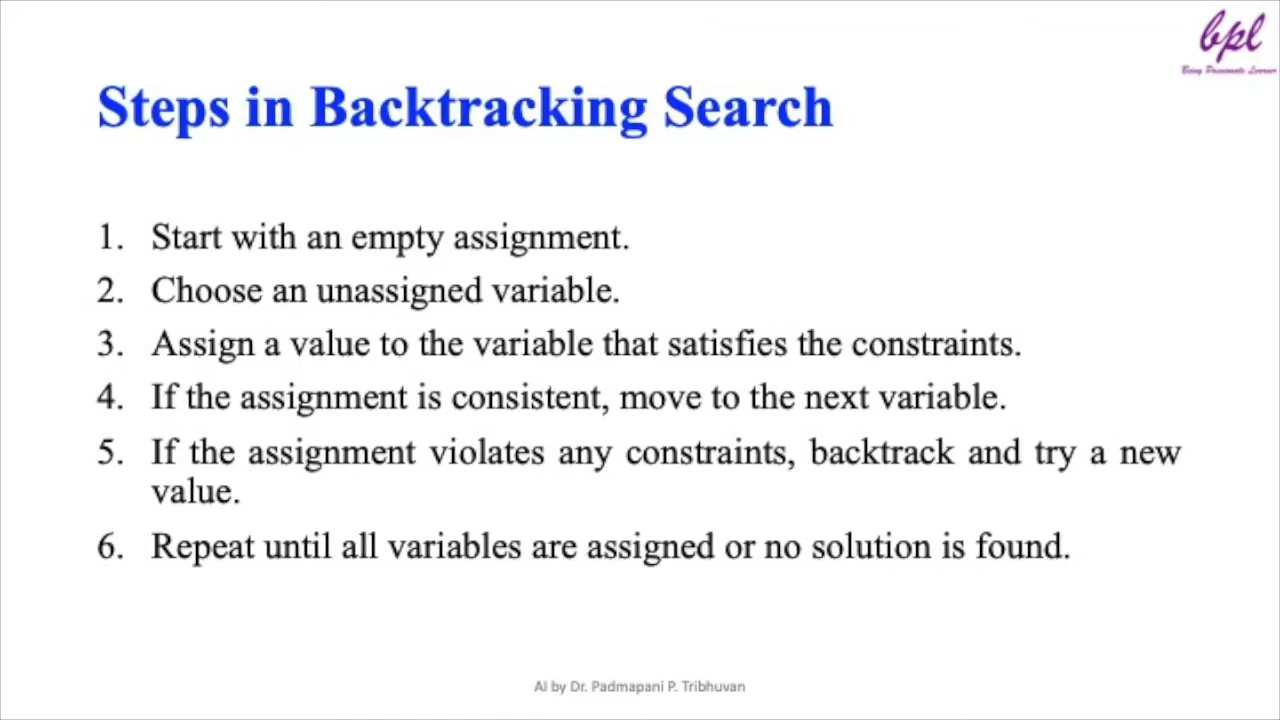 bpl
Being Passionate Learner
Steps in Backtracking Search
1. Start with an empty assignment.
2. Choose an unassigned variable.
3. Assign a value to the variable that satisfies the constraints.
4. If the assignment is consistent, move to the next variable.
5. If the assignment violates any constraints, backtrack and try a new
value.
6. Repeat until all variables are assigned or no solution is found.
AI by Dr. Padmapani P. Tribhuvan